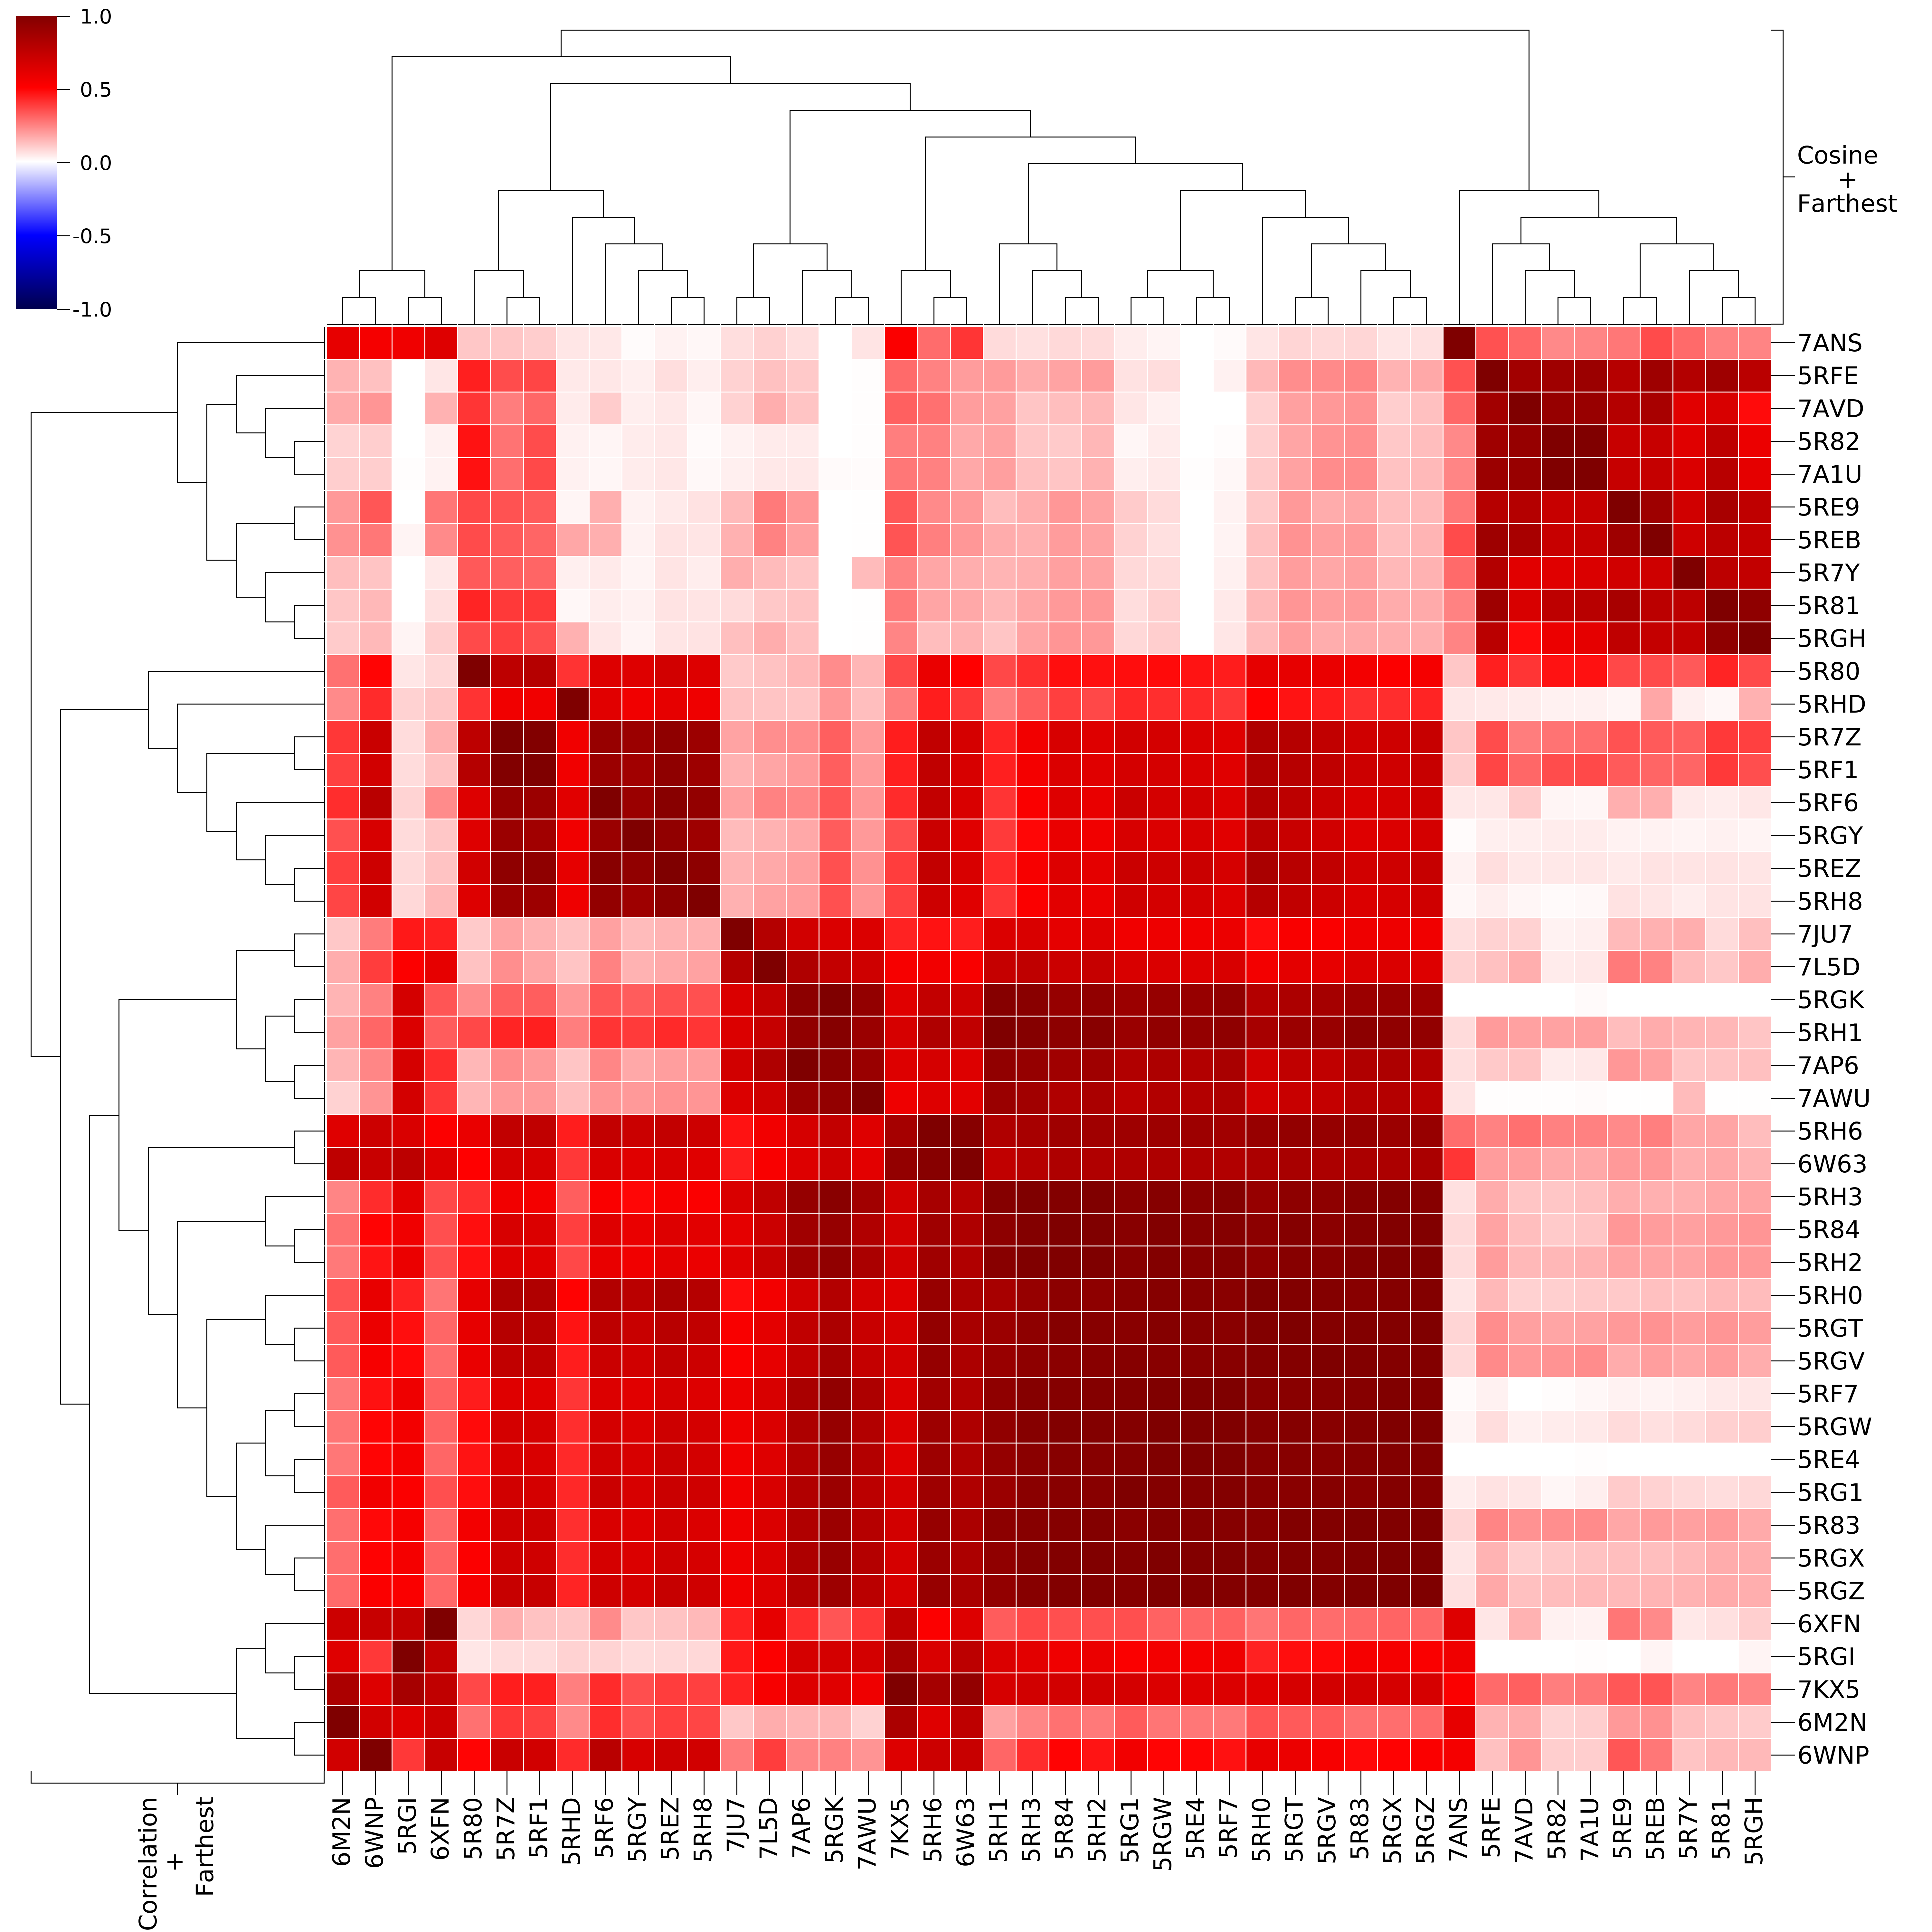 1.0
0.5
0.0
-0.5
-1.0
Cosine
+
Farthest
7ANS
5RFE
7AVD
5R82
7A1U
5RE9
5REB
5R7Y
5R81
5RGH
5R80
5RHD
5R7Z
5RF1
5RF6
5RGY
5REZ
5RH8
7JU7
7L5D
5RGK
5RH1
7AP6
7AWU
5RH6
6W63
5RH3
5R84
5RH2
5RH0
5RGT
5RGV
5RF7
5RGW
5RE4
5RG1
5R83
5RGX
5RGZ
6XFN
5RGI
7KX5
6M2N
6WNP
Correlation
+
Farthest
6M2N
6WNP
5RGI
6XFN
5R80
5R7Z
5RF1
5RHD
5RF6
5RGY
5REZ
5RH8
7JU7
7L5D
7AP6
5RGK
7AWU
7KX5
5RH6
6W63
5RH1
5RH3
5R84
5RH2
5RG1
5RGW
5RE4
5RF7
5RH0
5RGT
5RGV
5R83
5RGX
5RGZ
7ANS
5RFE
7AVD
5R82
7A1U
5RE9
5REB
5R7Y
5R81
5RGH